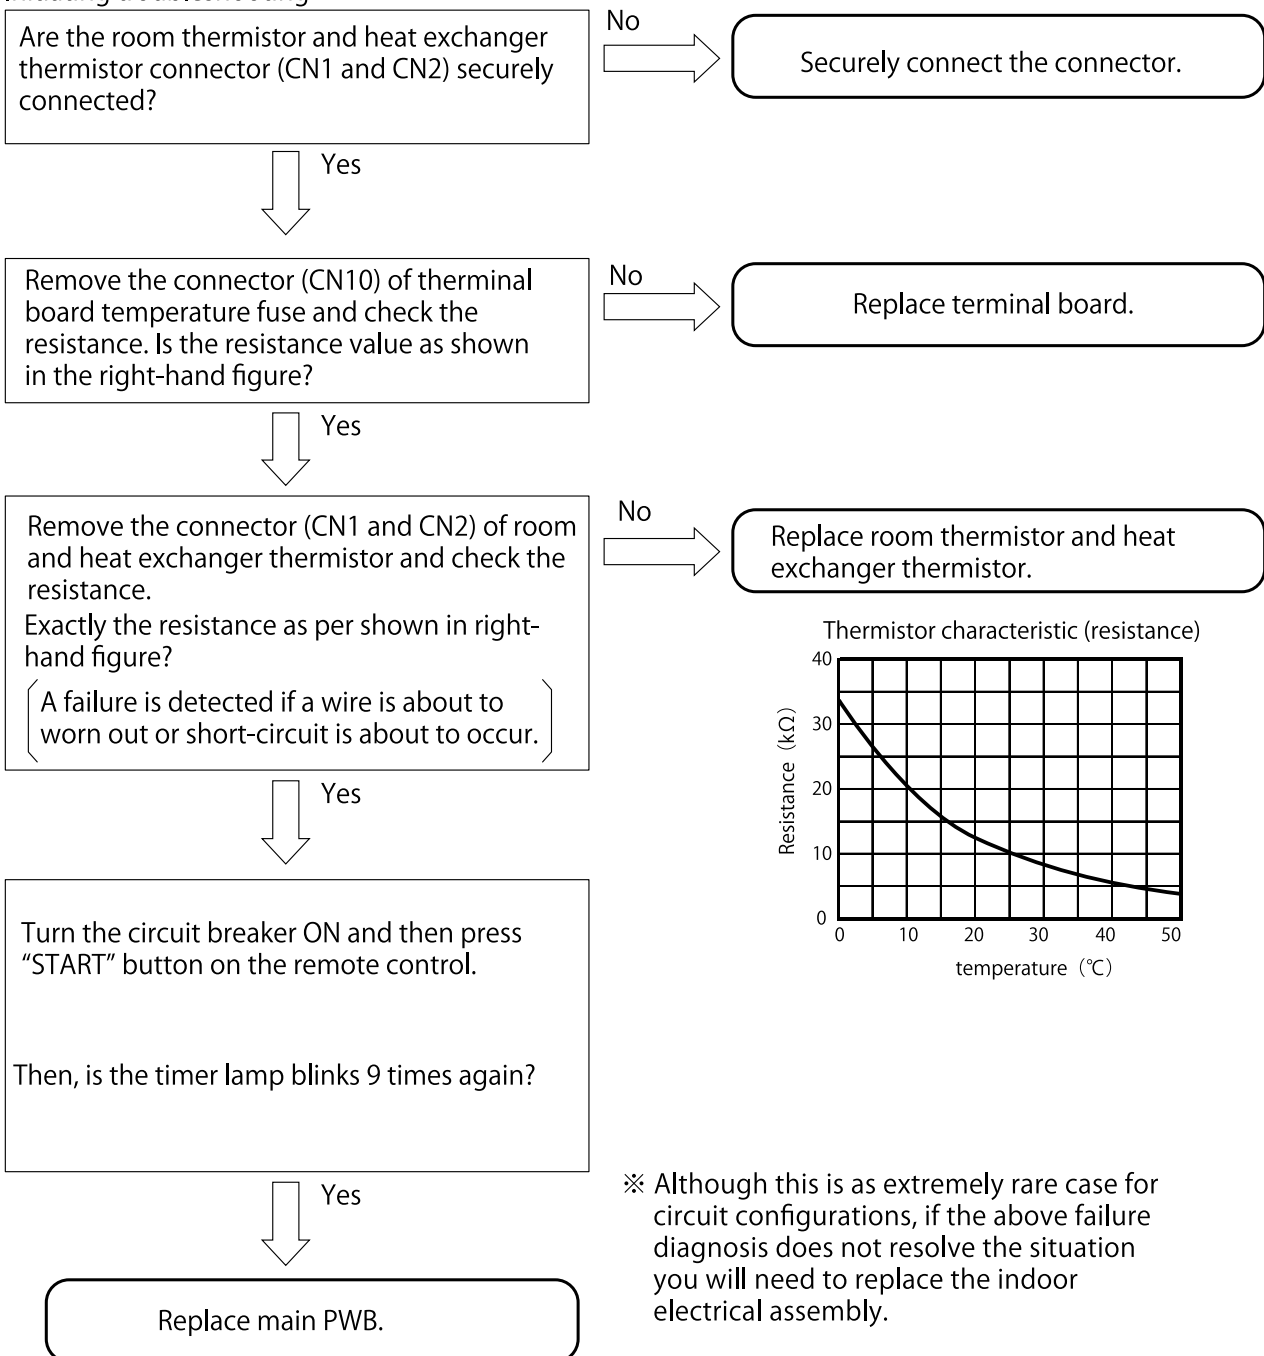 Are the room thermistor and heat exchanger
thermistor connector (CN1 and CN2) securely
connected?
No
Securely connect the connector.
Yes
Remove the connector (CN10) of therminal
board temperature fuse and check the
resistance. Is the resistance value as shown
in the right-hand figure?
No
Replace terminal board.
Yes
Remove the connector (CN1 and CN2) of room
and heat exchanger thermistor and check the
resistance.
Exactly the resistance as per shown in right-
hand figure?
(A failure is detected if a wire is about to
worn out or short-circuit is about to occur.)
No
Replace room thermistor and heat
exchanger thermistor.
Thermistor characteristic (resistance)
Resistance (kΩ)
40
30
20
10
0
0 10 20 30 40 50
temperature (℃)
Yes
Turn the circuit breaker ON and then press
“START” button on the remote control.
Then, is the timer lamp blinks 9 times again?
Yes
Replace main PWB.
※ Although this is as extremely rare case for
circuit configurations, if the above failure
diagnosis does not resolve the situation
you will need to replace the indoor
electrical assembly.